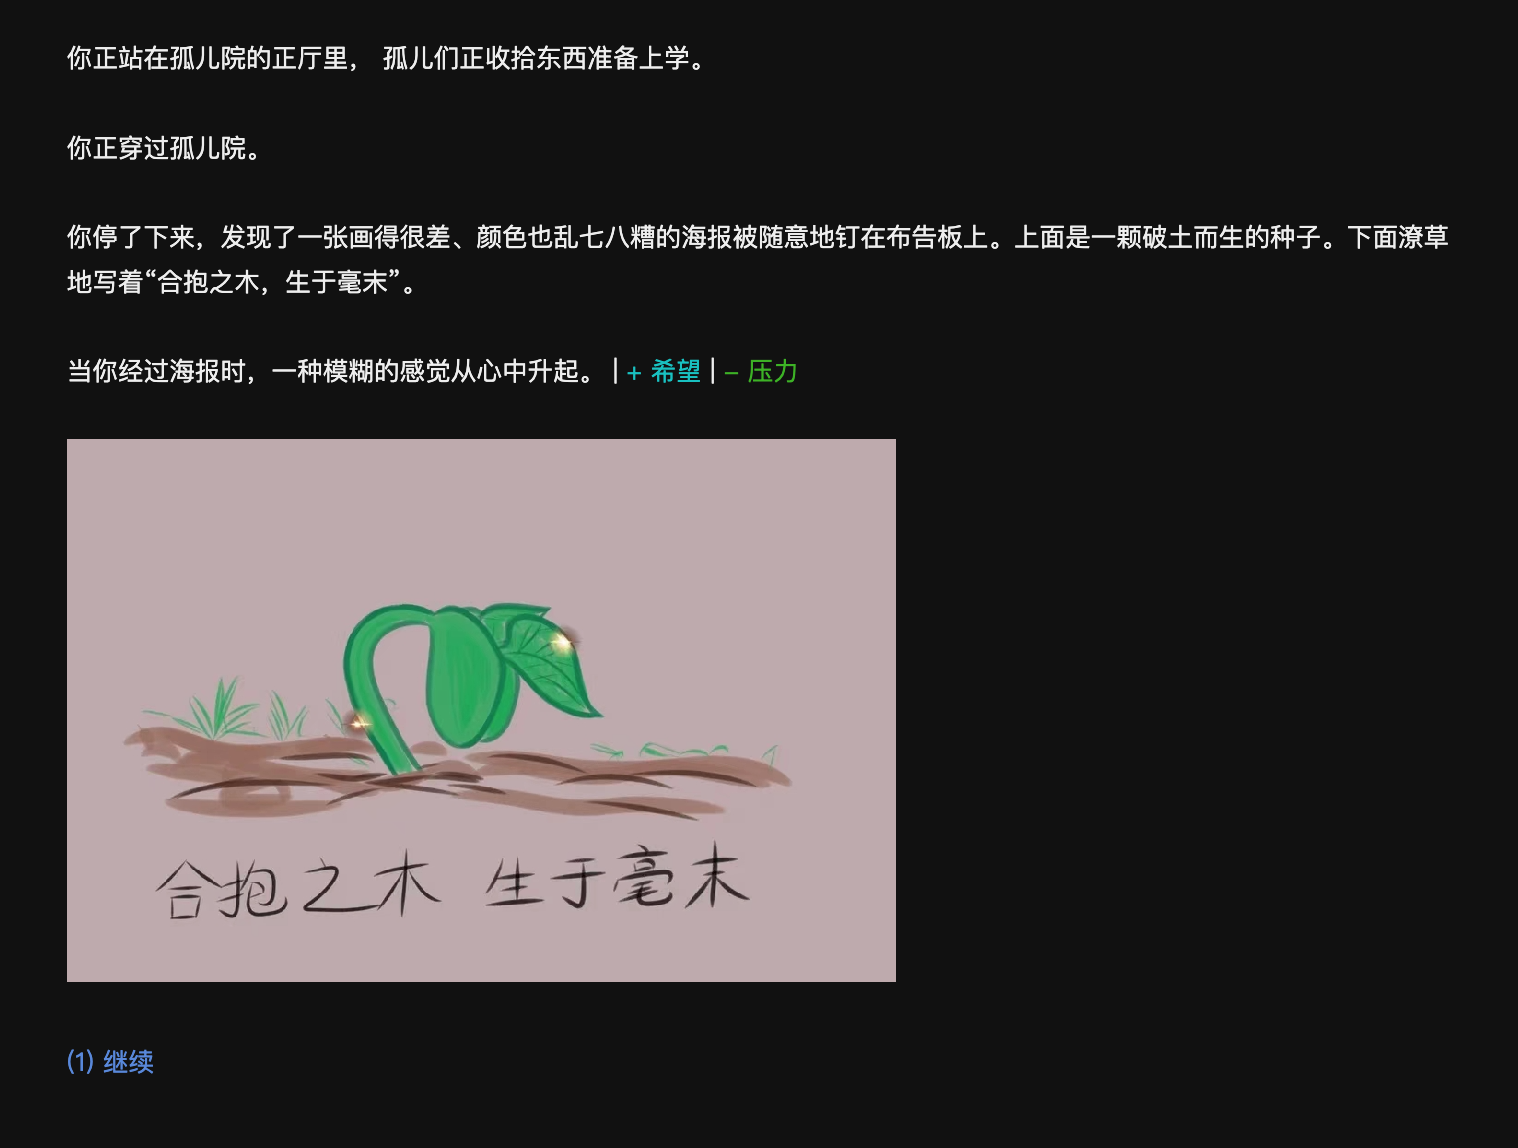 你正站在孤儿院的正厅里， 孤儿们正收拾东西准备上学。
你正穿过孤儿院。
你停了下来，发现了一张画得很差、颜色也乱七八糟的海报被随意地钉在布告板上。上面是一颗破土而生的种子。下面潦草
地写着“合抱之木，生于毫末”。
当你经过海报时，一种模糊的感觉从心中升起。 | + 希望 | - 压力
合抱之木 生于毫末
(1) 继续